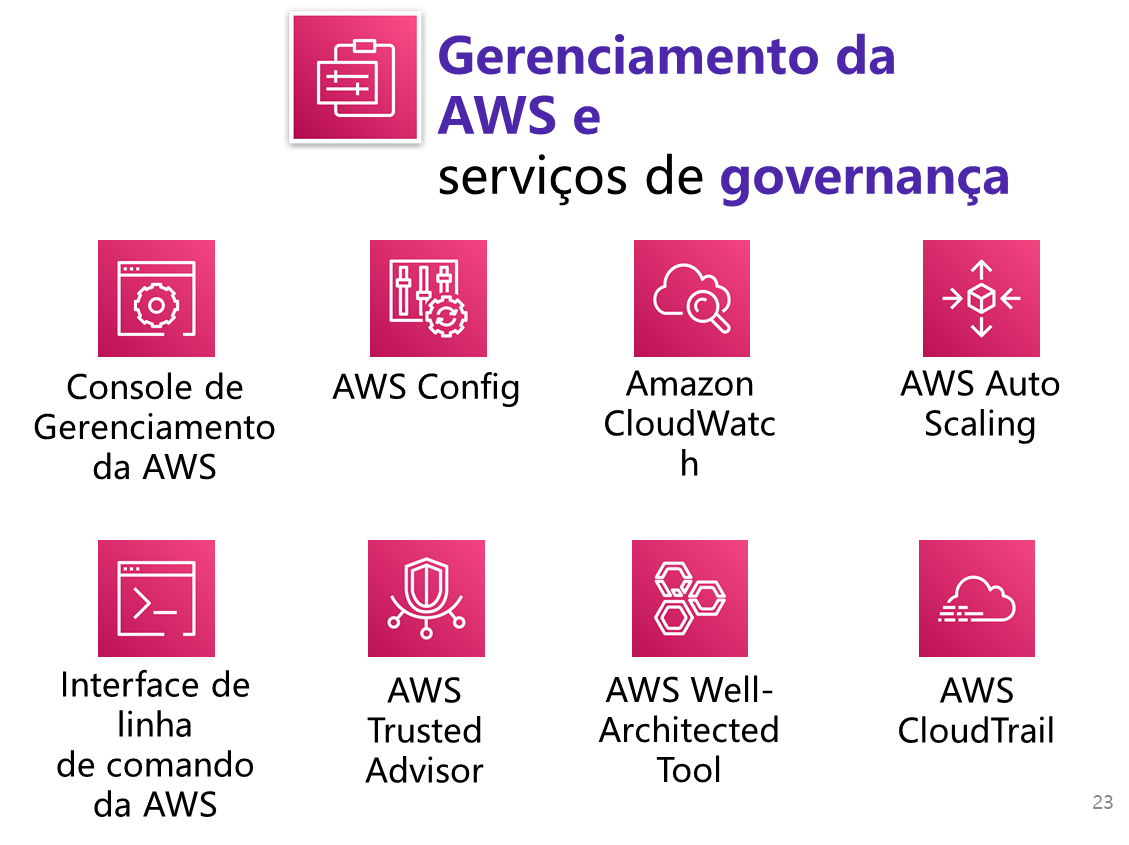 Gerenciamento da
AWS e
serviços de governança
Console de
Gerenciamento
da AWS
AWS Config
Amazon
CloudWatc
h
AWS Auto
Scaling
Interface de
linha
de comando
da AWS
AWS
Trusted
Advisor
AWS Well-
Architected
Tool
AWS
CloudTrail
23